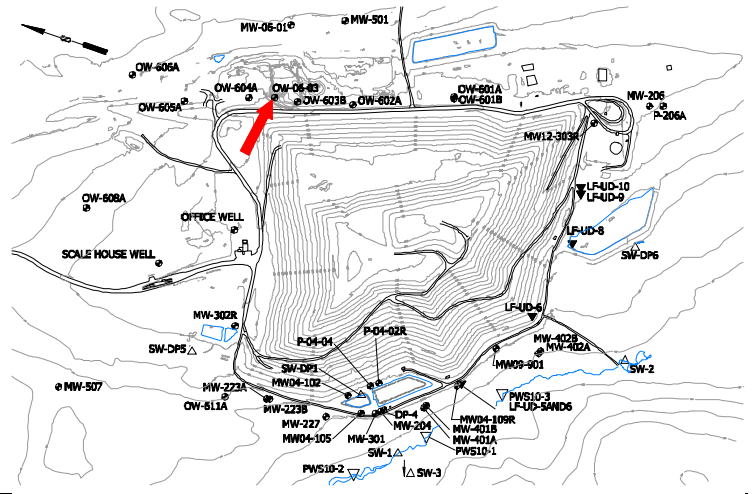 MW-06-01
MW-501
N
OW-606A
OW-604A
OW-06-03
OW-605A
OW-603B
OW-602A
OW-601A
OW-601B
MW-206
P-206A
MW12-303R
LF-UD-10
LF-UD-9
OW-608A
OFFICE WELL
LF-UD-8
SW-DP6
SCALE HOUSE WELL
LF-UD-6
MW-302R
P-04-02R
P-04-04
MW-402B
MW-402A
SW-DP5
SW-DP1
MW09-901
SW-2
MW04-102
MW-507
MW-223A
OW-611A
MW-223B
PWS10-3
LF-UD-5AND6
MW-227
DP-4
MW-204
MW04-109R
MW-401B
MW04-105
MW-301
MW-401A
PWS10-1
SW-1
PWS10-2
SW-3